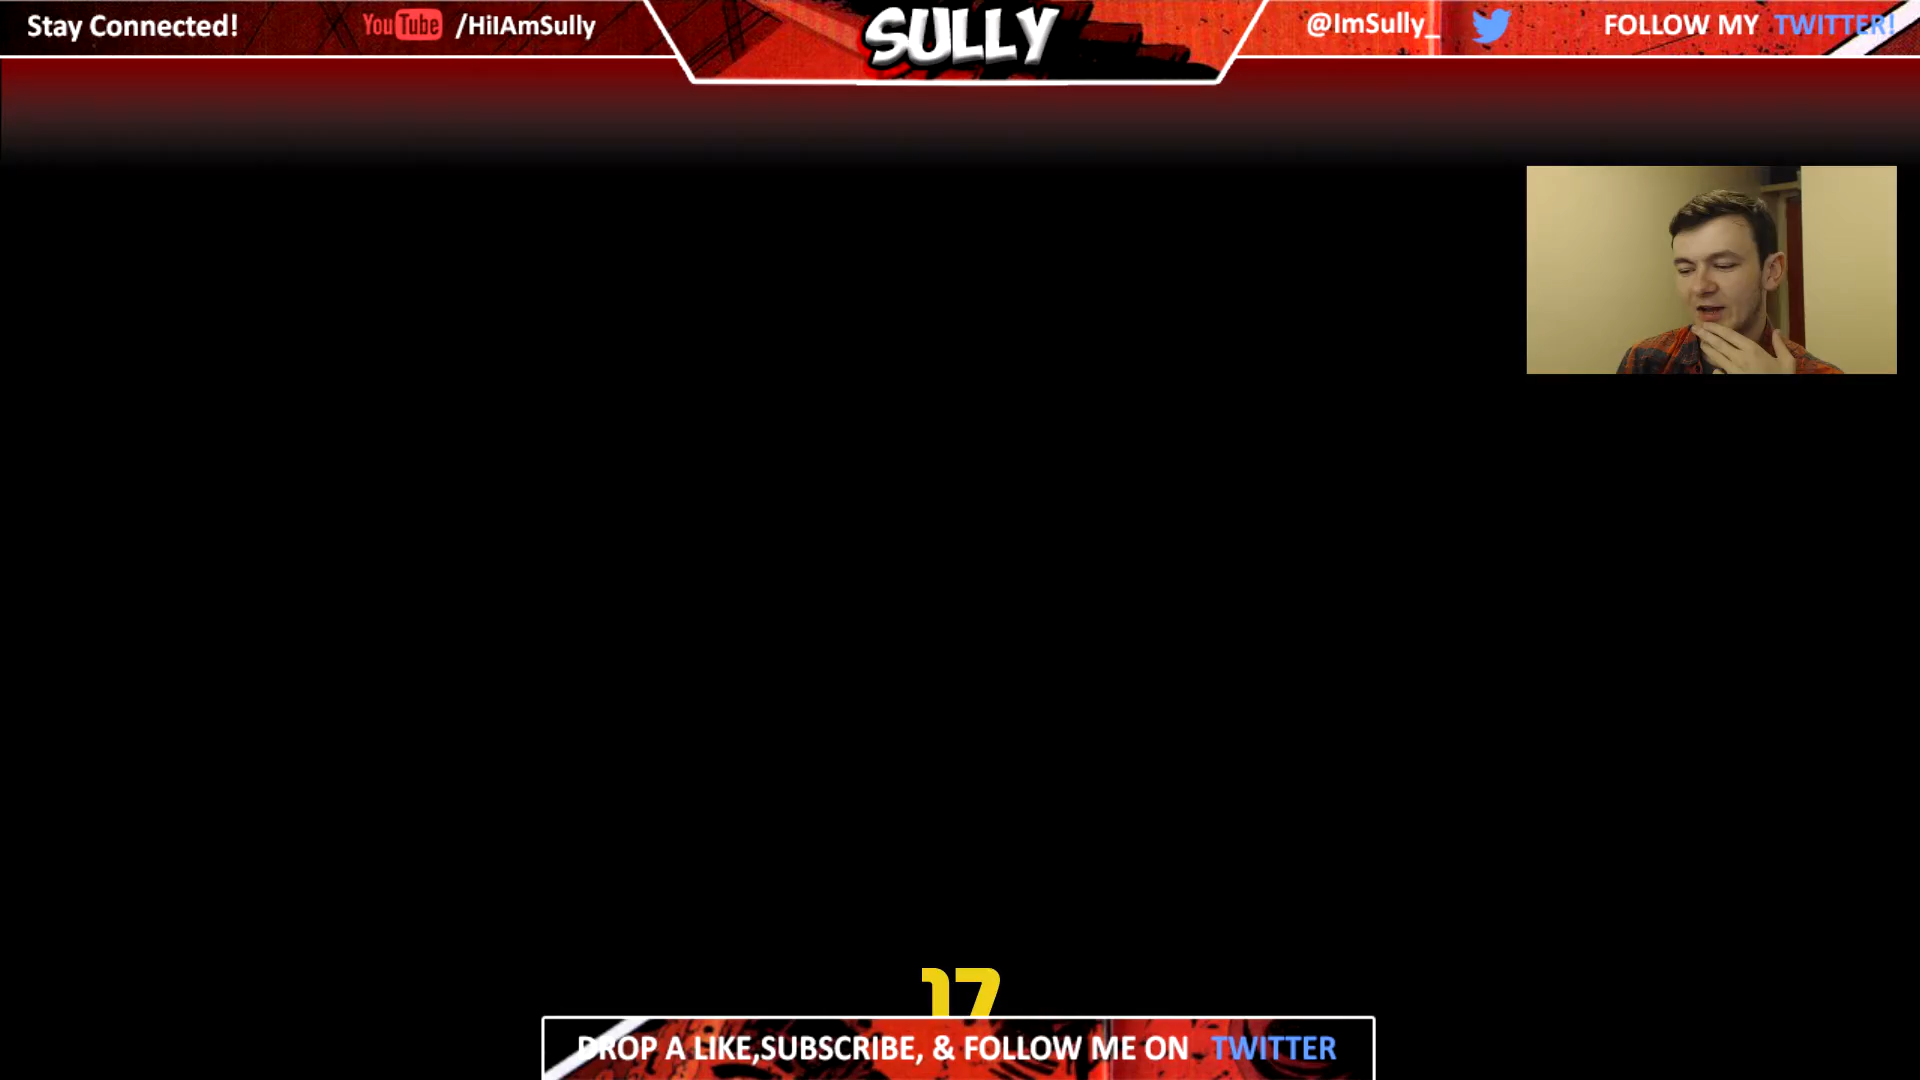 Stay Connected!
YouTube /HiIAmSully
SULLY
@ImSully_
FOLLOW MY TWITTER!
17
DROP A LIKE,SUBSCRIBE, & FOLLOW ME ON TWITTER